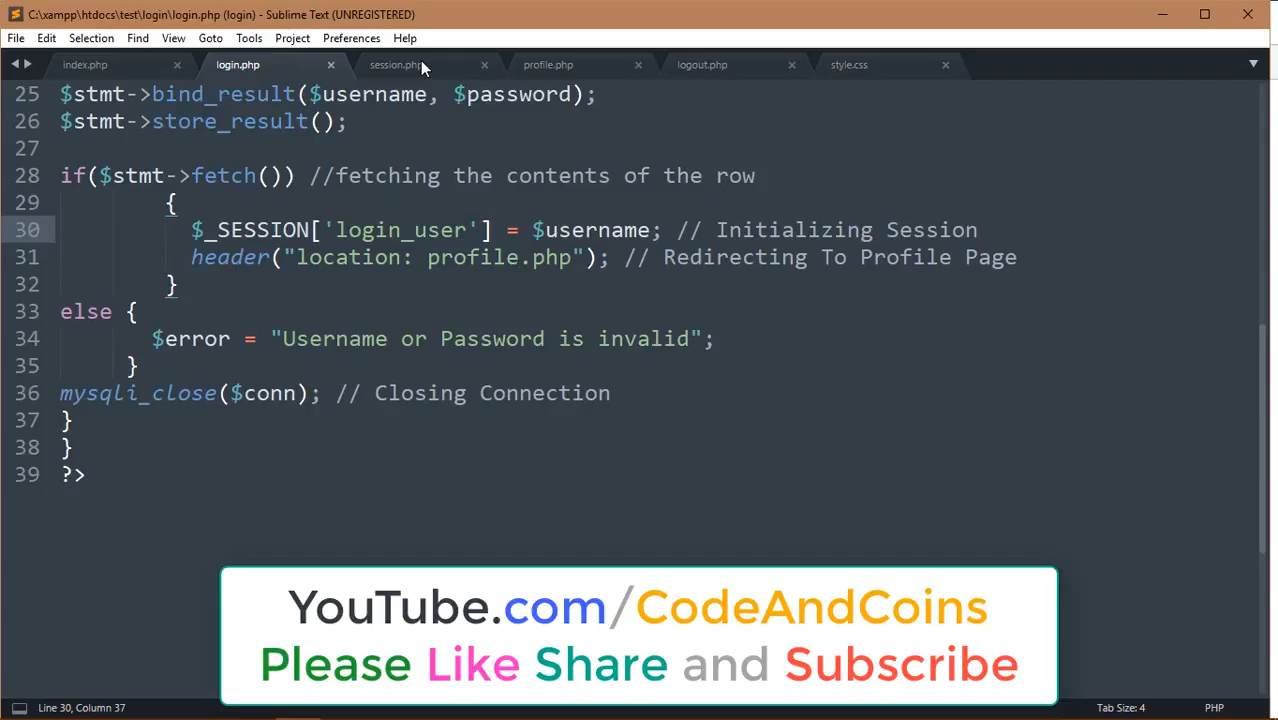 C:\xampp\htdocs\test\login\login.php (login) - Sublime Text (UNREGISTERED)
File Edit Selection Find View Goto Tools Project Preferences Help
index.php login.php session.php profile.php logout.php style.css
25 $stmt->bind_result($username, $password);
26 $stmt->store_result();
27
28 if($stmt->fetch()) //fetching the contents of the row
29 {
30 $_SESSION['login_user'] = $username; // Initializing Session
31 header("location: profile.php"); // Redirecting To Profile Page
32 }
33 else {
34 $error = "Username or Password is invalid";
35 }
36 mysqli_close($conn); // Closing Connection
37 }
38 }
39 ?>
YouTube.com/CodeAndCoins
Please Like Share and Subscribe
Line 30, Column 37 Tab Size: 4 PHP